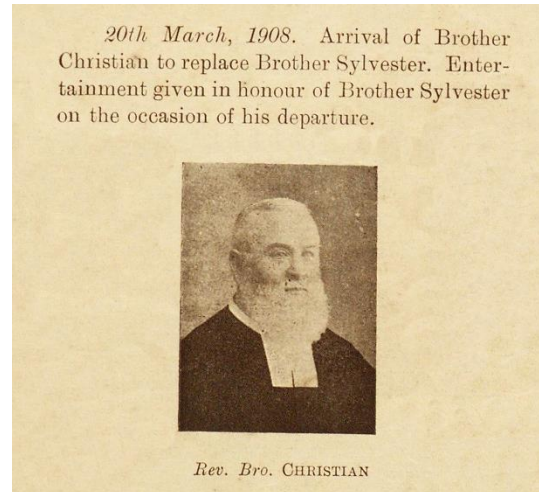 20th March, 1908. Arrival of Brother
Christian to replace Brother Sylvester. Enter-
tainment given in honour of Brother Sylvester
on the occasion of his departure.
Rev. Bro. CHRISTIAN